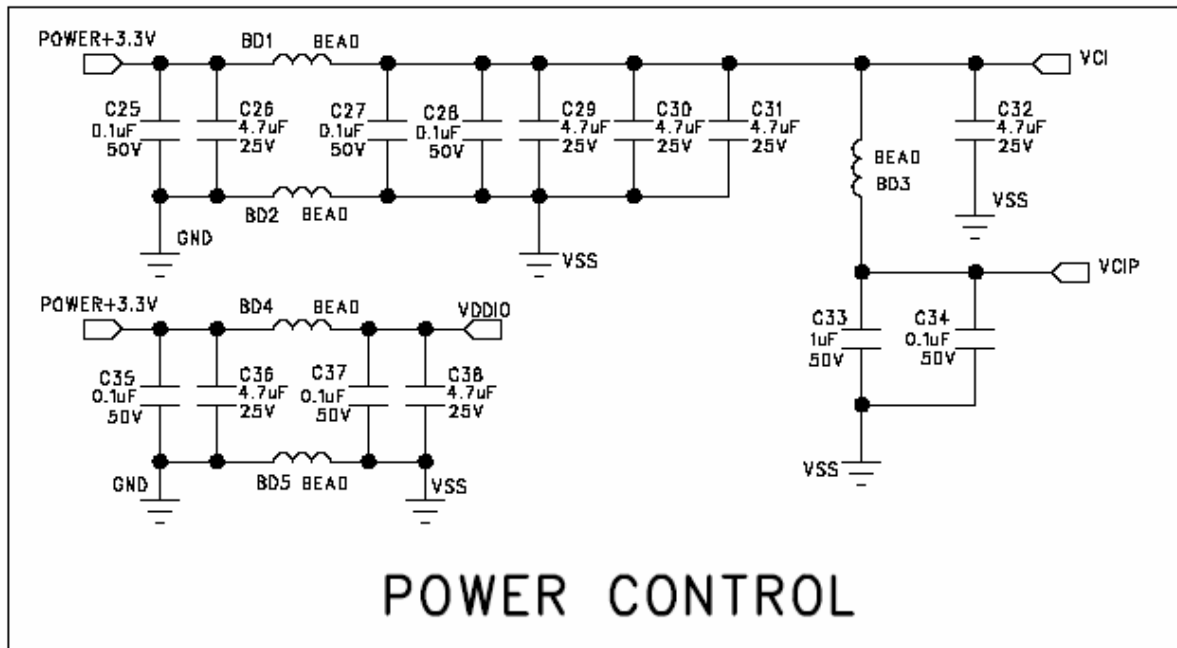 POWER+3.3V
BD1 BEAD
VCI
C25
0.1uF
50V
C26
4.7uF
25V
C27
0.1uF
50V
C28
0.1uF
50V
C29
4.7uF
25V
C30
4.7uF
25V
C31
4.7uF
25V
C32
4.7uF
25V
BEAD
BD3
BD2 BEAD
GND
VSS
VSS
VCIP
POWER+3.3V
BD4 BEAD
VDDIO
C33
1uF
50V
C34
0.1uF
50V
C35
0.1uF
50V
C36
4.7uF
25V
C37
0.1uF
50V
C38
4.7uF
25V
GND
BD5 BEAD
VSS
VSS
POWER CONTROL